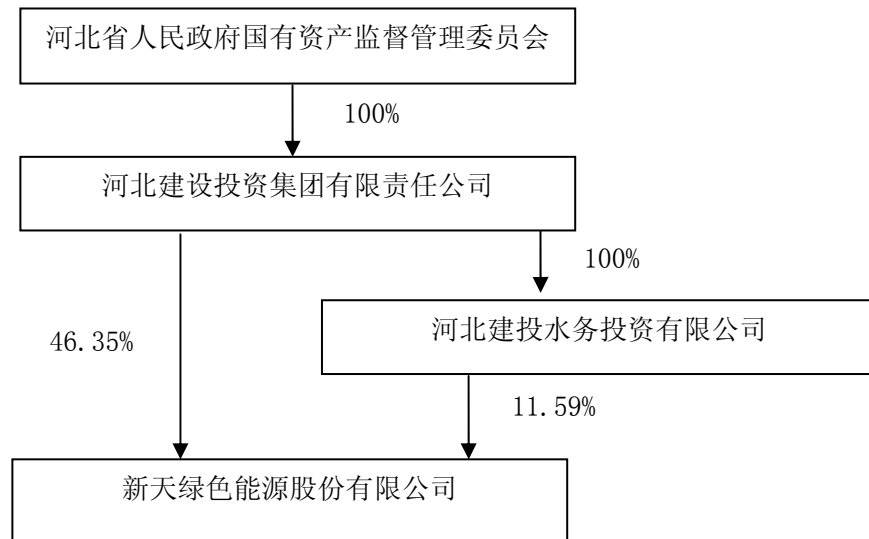 河北省人民政府国有资产监督管理委员会
100%
河北建设投资集团有限责任公司
100%
河北建投水务投资有限公司
46.35%
11.59%
新天绿色能源股份有限公司